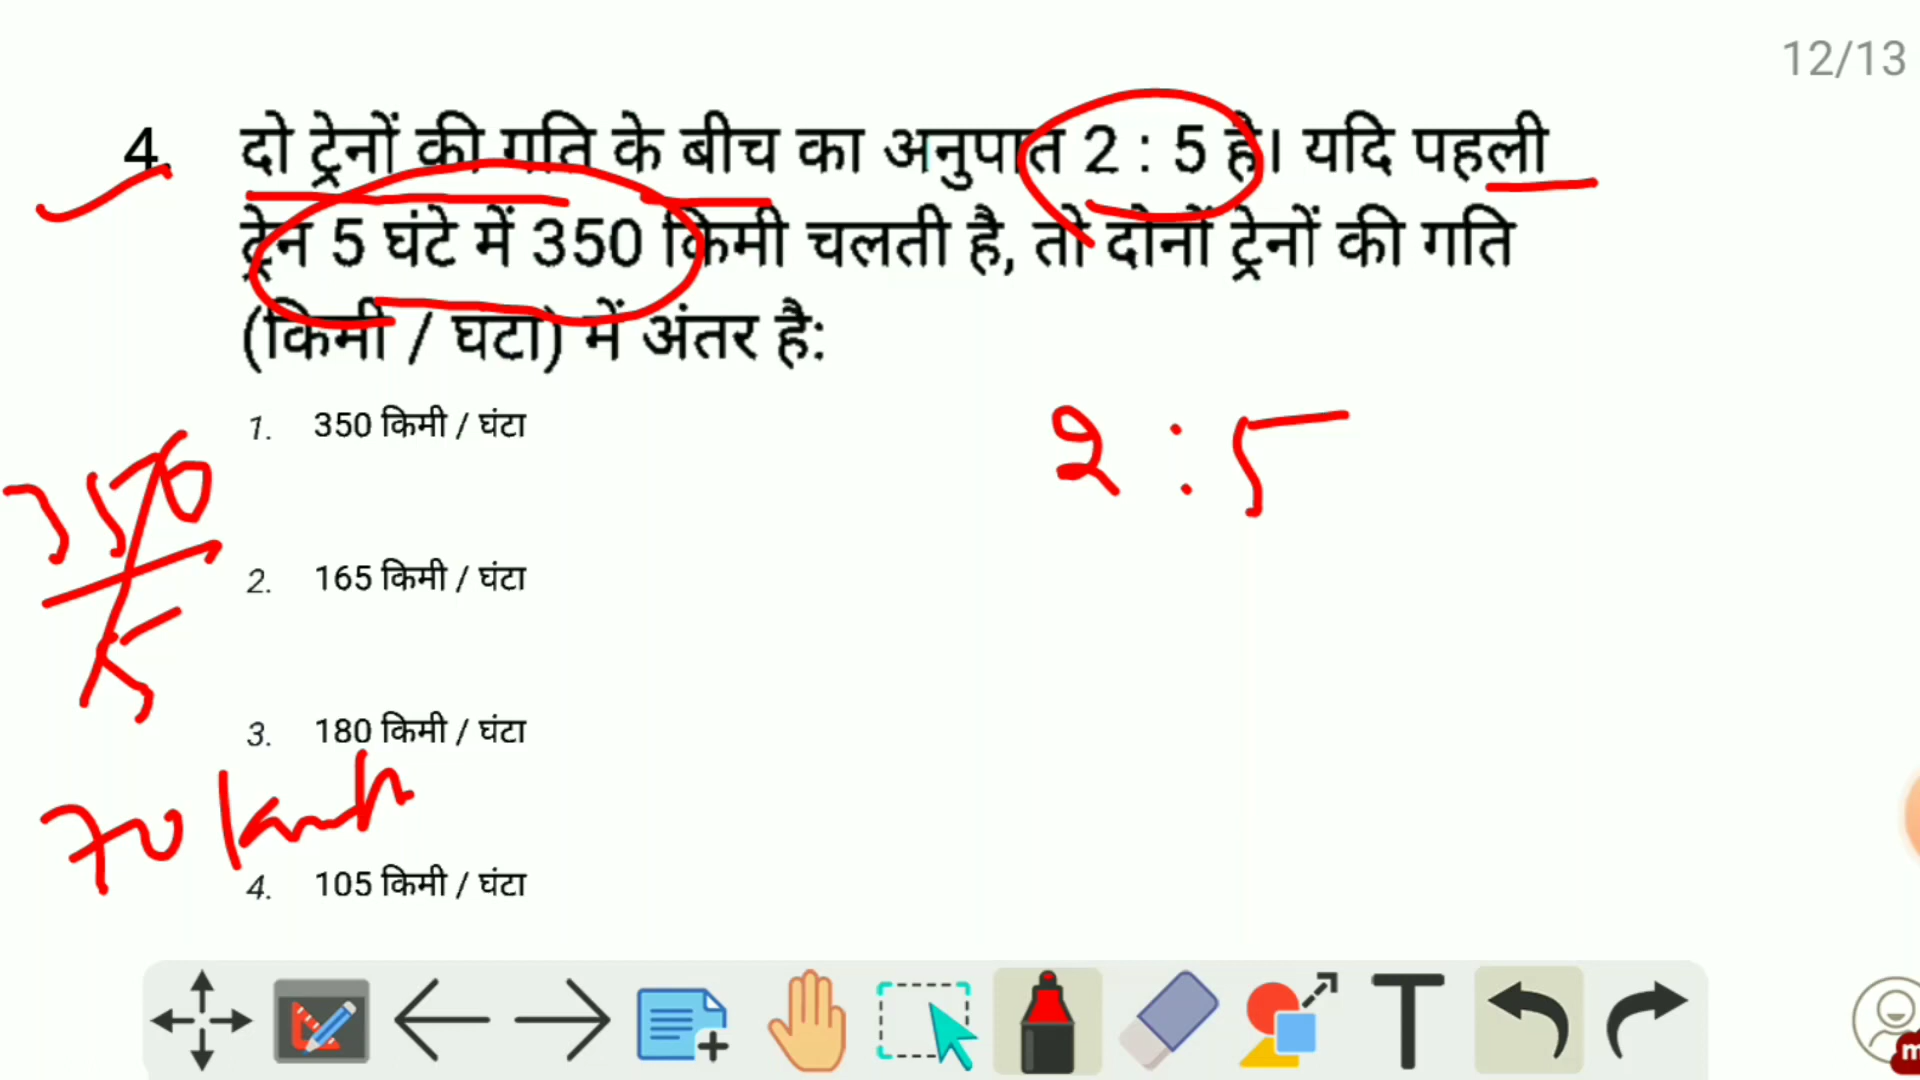 12/13
4. दो ट्रेनों की गति के बीच का अनुपात 2 : 5 है। यदि पहली
ट्रेन 5 घंटे में 350 किमी चलती है, तो दोनों ट्रेनों की गति
(किमी / घंटा) में अंतर है:
1. 350 किमी / घंटा
2 : 5
350
5
2. 165 किमी / घंटा
3. 180 किमी / घंटा
70 kmh
4. 105 किमी / घंटा
T
m